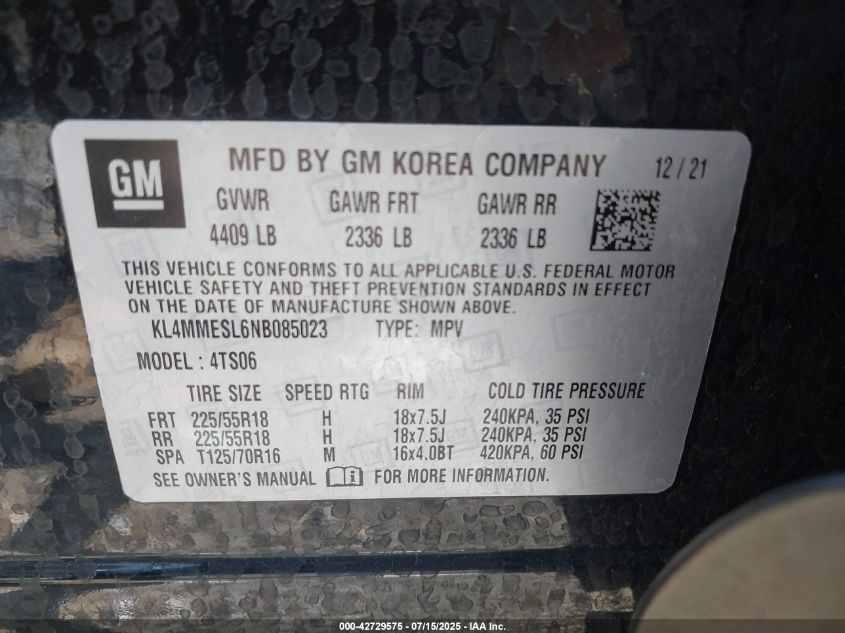 GM
MFD BY GM KOREA COMPANY 12/21
GVWR GAWR FRT GAWR RR
4409 LB 2336 LB 2336 LB
THIS VEHICLE CONFORMS TO ALL APPLICABLE U.S. FEDERAL MOTOR
VEHICLE SAFETY AND THEFT PREVENTION STANDARDS IN EFFECT
ON THE DATE OF MANUFACTURE SHOWN ABOVE.
KL4MMESL6NB085023 TYPE: MPV
MODEL : 4TS06
TIRE SIZE SPEED RTG RIM COLD TIRE PRESSURE
FRT 225/55R18 H 18x7.5J 240KPA, 35 PSI
RR 225/55R18 H 18x7.5J 240KPA, 35 PSI
SPA T125/70R16 M 16x4.0BT 420KPA, 60 PSI
SEE OWNER'S MANUAL FOR MORE INFORMATION.
000-42729575 - 07/15/2025 - IAA Inc.